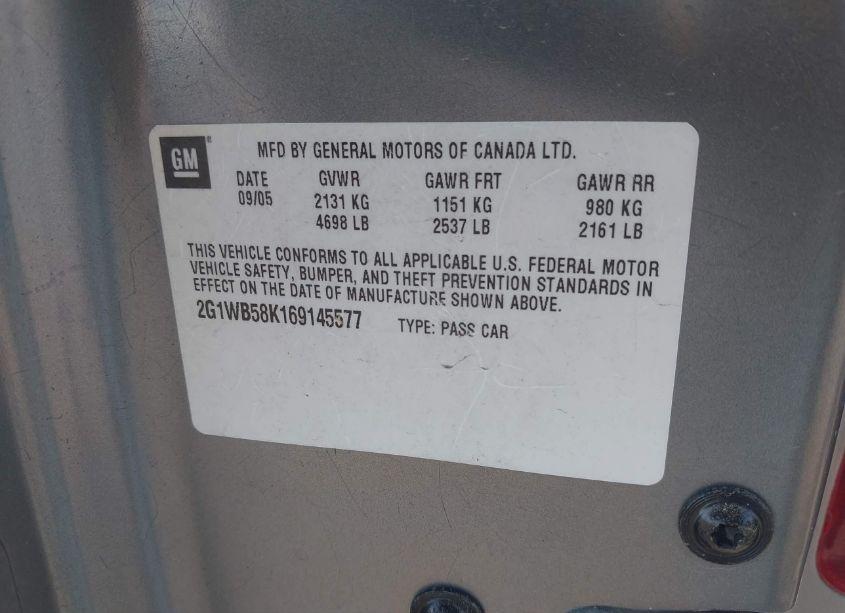 GM ®
MFD BY GENERAL MOTORS OF CANADA LTD.
DATE GVWR GAWR FRT GAWR RR
09/05 2131 KG 1151 KG 980 KG
4698 LB 2537 LB 2161 LB
THIS VEHICLE CONFORMS TO ALL APPLICABLE U.S. FEDERAL MOTOR
VEHICLE SAFETY, BUMPER, AND THEFT PREVENTION STANDARDS IN
EFFECT ON THE DATE OF MANUFACTURE SHOWN ABOVE.
2G1WB58K169145577 TYPE: PASS CAR